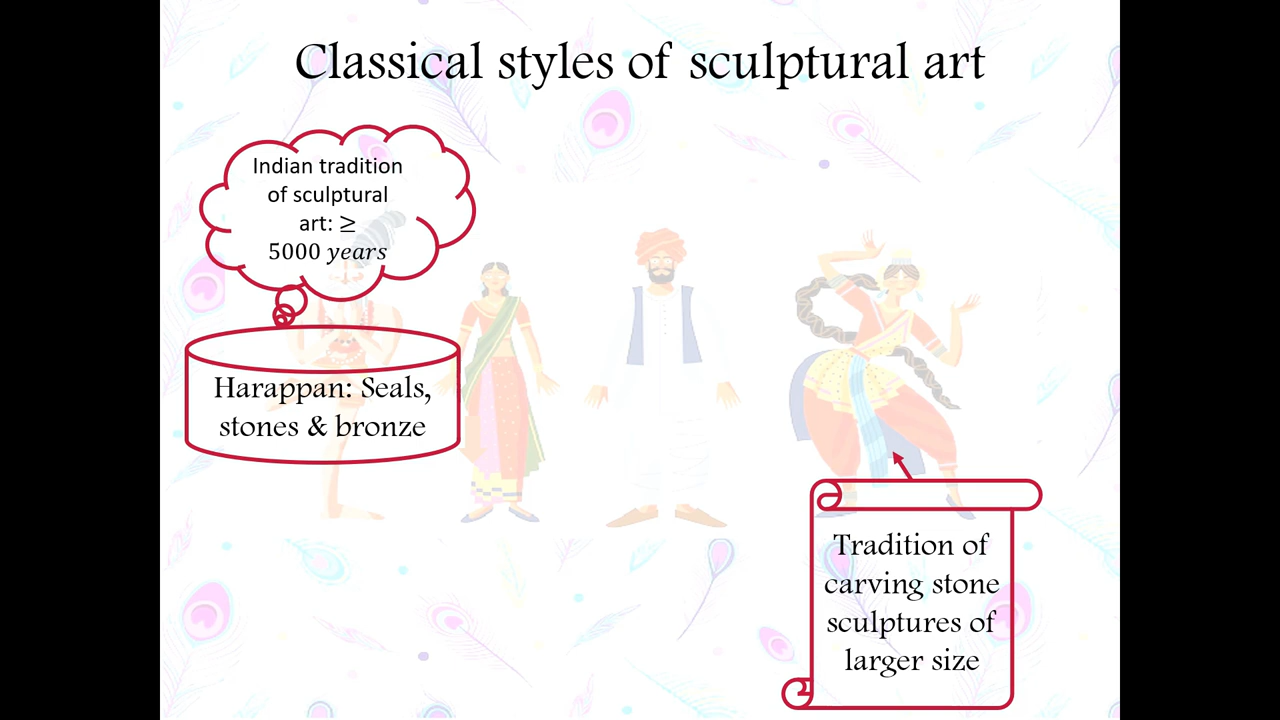 Classical styles of sculptural art
Indian tradition
of sculptural
art: ≥
5000 years
Harappan: Seals,
stones & bronze
Tradition of
carving stone
sculptures of
larger size